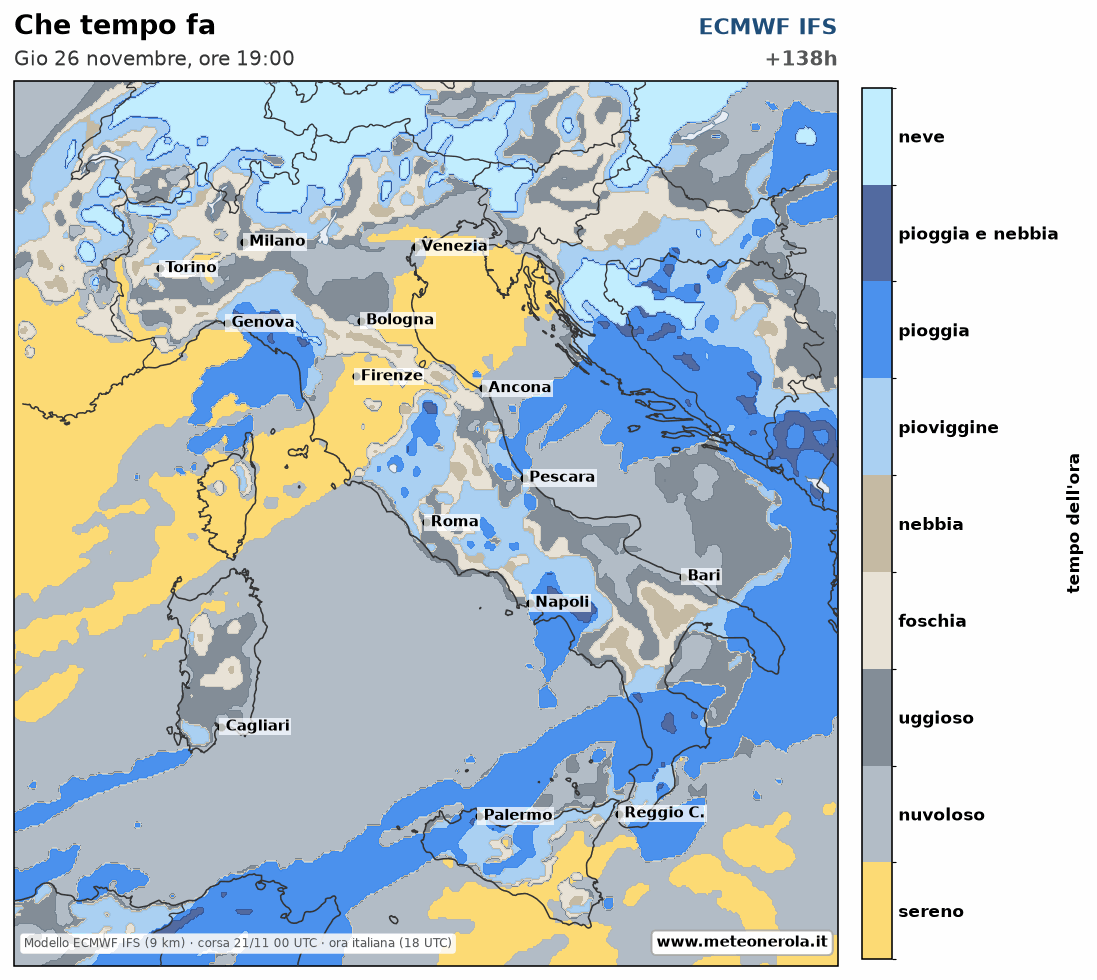 Che tempo fa
ECMWF IFS
Gio 26 novembre, ore 19:00
+138h
neve
pioggia e nebbia
pioggia
pioviggine
nebbia
foschia
uggioso
nuvoloso
sereno
tempo dell'ora
Milano
Venezia
Torino
Genova
Bologna
Firenze
Ancona
Pescara
Roma
Bari
Napoli
Cagliari
Palermo
Reggio C.
Modello ECMWF IFS (9 km) · corsa 21/11 00 UTC · ora italiana (18 UTC)
www.meteonerola.it